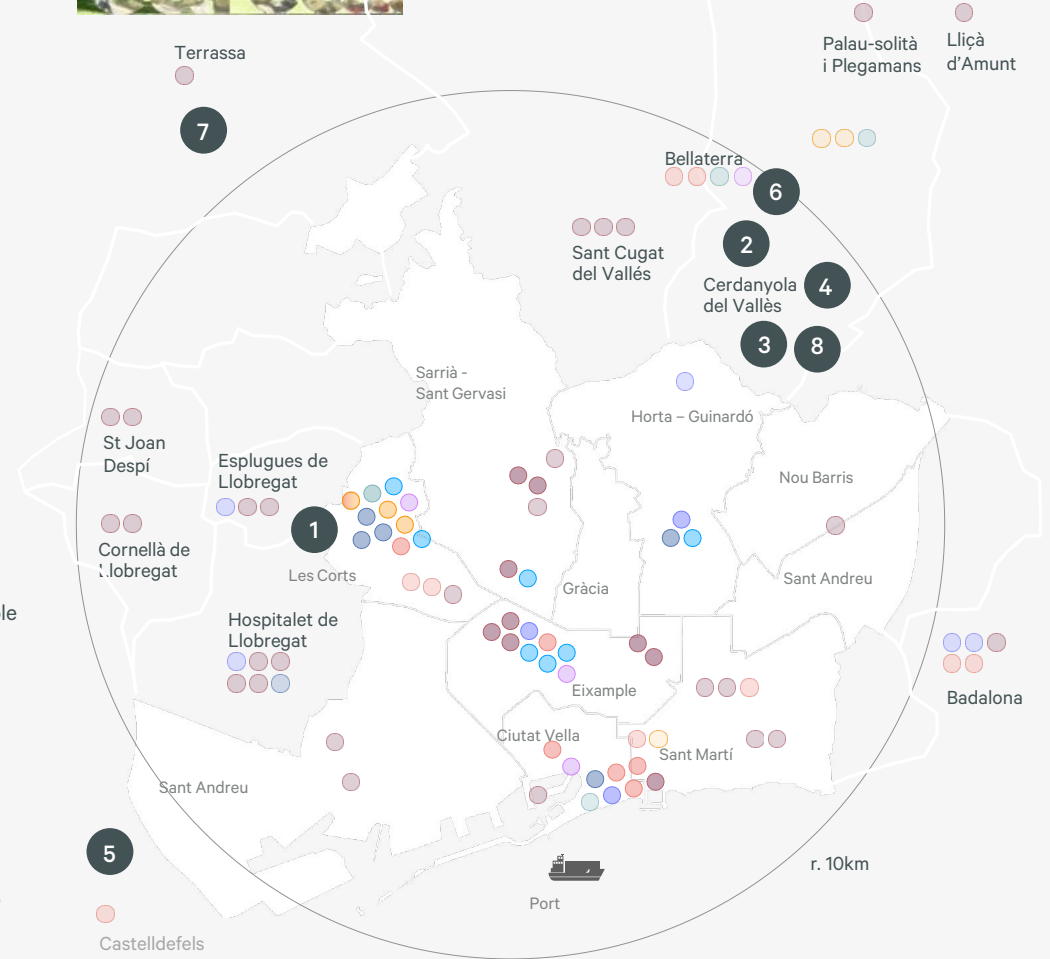 Terrassa
7
Palau-solità
i Plegamans
Lliçà
d'Amunt
Bellaterra
6
2
Sant Cugat
del Vallés
Cerdanyola
del Vallès
4
3
8
Sarrià -
Sant Gervasi
Horta – Guinardó
St Joan
Despí
Esplugues de
Llobregat
Nou Barris
1
Cornellà de
Llobregat
Les Corts
Gràcia
Sant Andreu
Hospitalet de
Llobregat
Eixample
Badalona
Ciutat Vella
Sant Martí
Sant Andreu
5
r. 10km
Port
Castelldefels